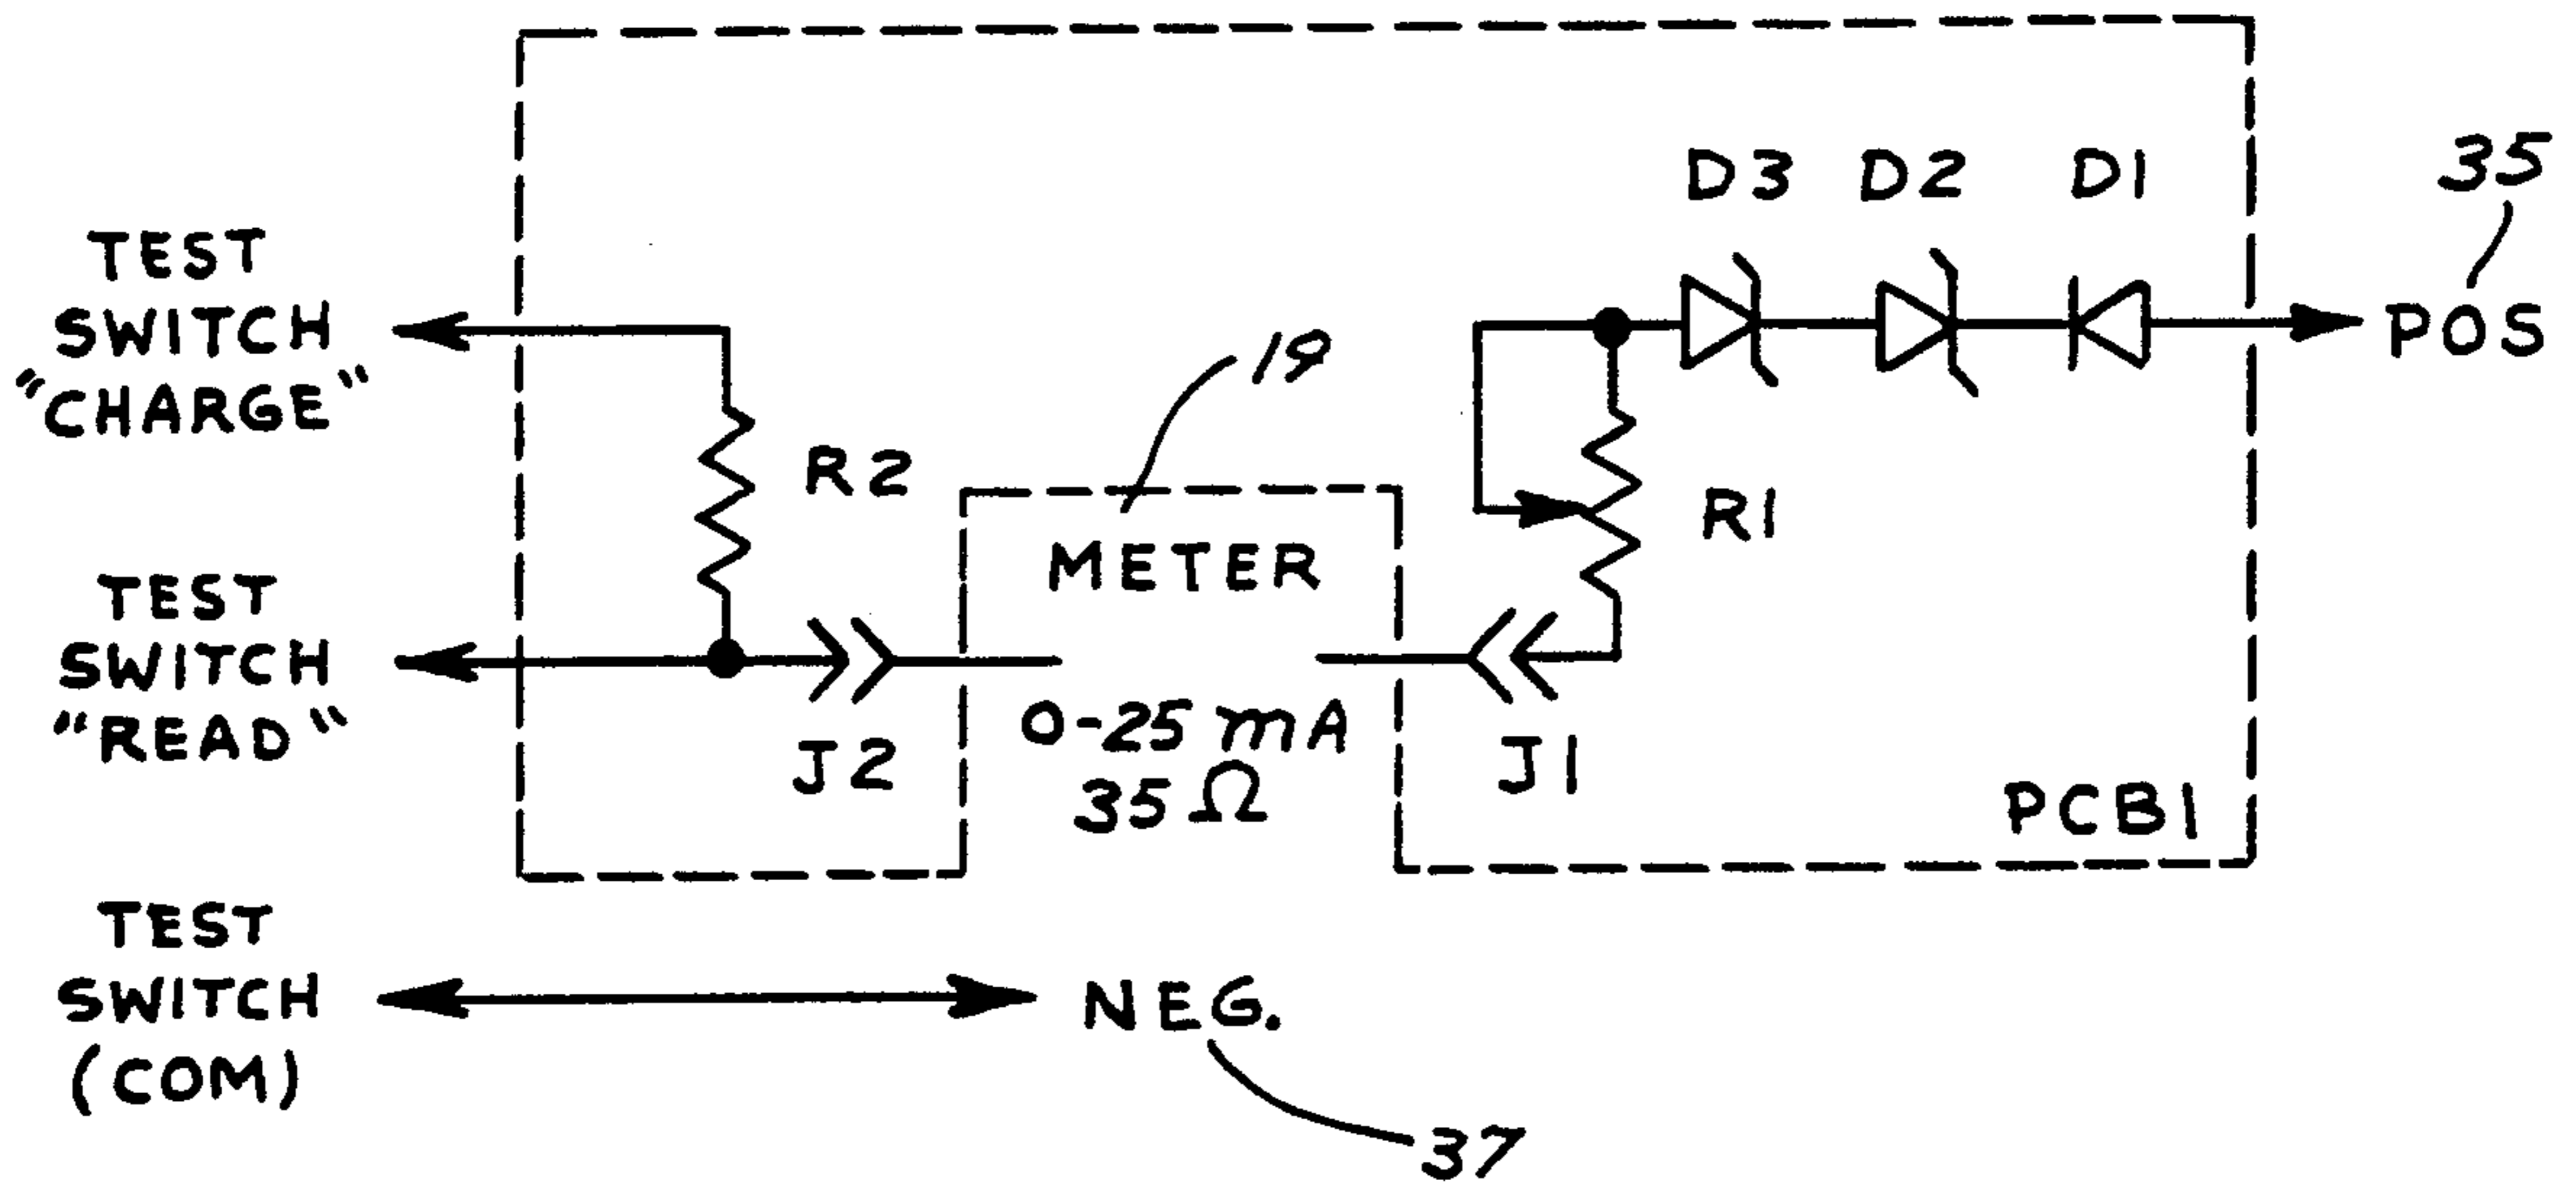 D3 D2 D1
35
TEST
SWITCH
"CHARGE"
POS
19
R2
R1
METER
TEST
SWITCH
"READ"
0-25 mA
35 Ω
J2
J1
PCB1
TEST
SWITCH
(COM)
NEG.
37